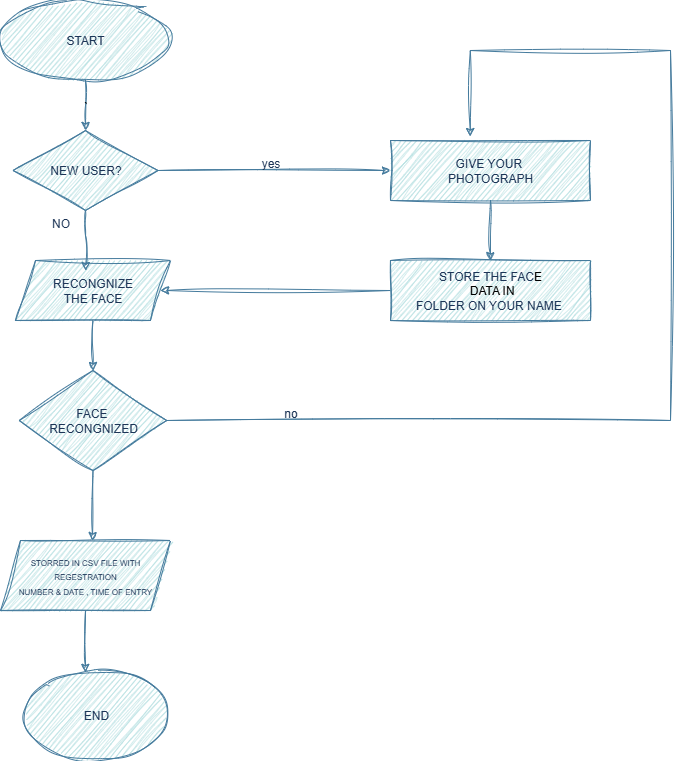 START
NEW USER?
yes
GIVE YOUR
PHOTOGRAPH
NO
RECONGNIZE
THE FACE
STORE THE FACE
DATA IN
FOLDER ON YOUR NAME
FACE
RECONGNIZED
no
STORRED IN CSV FILE WITH
REGESTRATION
NUMBER & DATE , TIME OF ENTRY
END